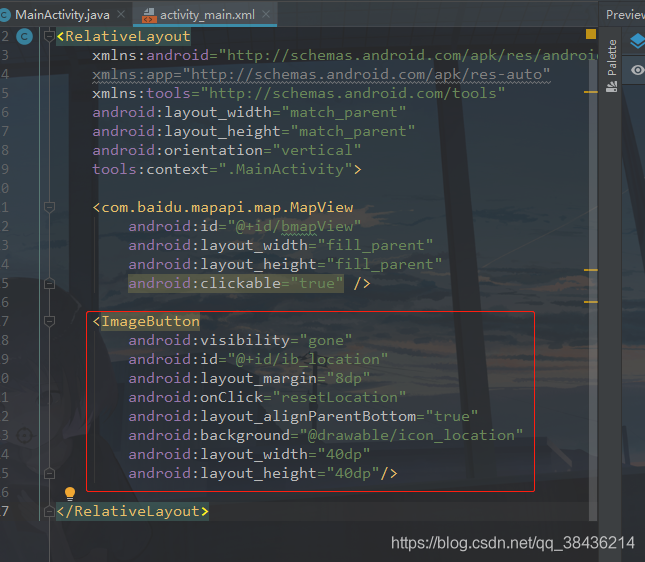 MainActivity.java
activity_main.xml
Preview
Palette
2 <RelativeLayout
3 xmlns:android="http://schemas.android.com/apk/res/androi
4 xmlns:app="http://schemas.android.com/apk/res-auto"
5 xmlns:tools="http://schemas.android.com/tools"
6 android:layout_width="match_parent"
7 android:layout_height="match_parent"
8 android:orientation="vertical"
9 tools:context=".MainActivity">
0
1 <com.baidu.mapapi.map.MapView
2 android:id="@+id/bmapView"
3 android:layout_width="fill_parent"
4 android:layout_height="fill_parent"
5 android:clickable="true" />
6
7 <ImageButton
8 android:visibility="gone"
9 android:id="@+id/ib_location"
0 android:layout_margin="8dp"
1 android:onClick="resetLocation"
2 android:layout_alignParentBottom="true"
3 android:background="@drawable/icon_location"
4 android:layout_width="40dp"
5 android:layout_height="40dp"/>
6
7 </RelativeLayout>
https://blog.csdn.net/qq_38436214